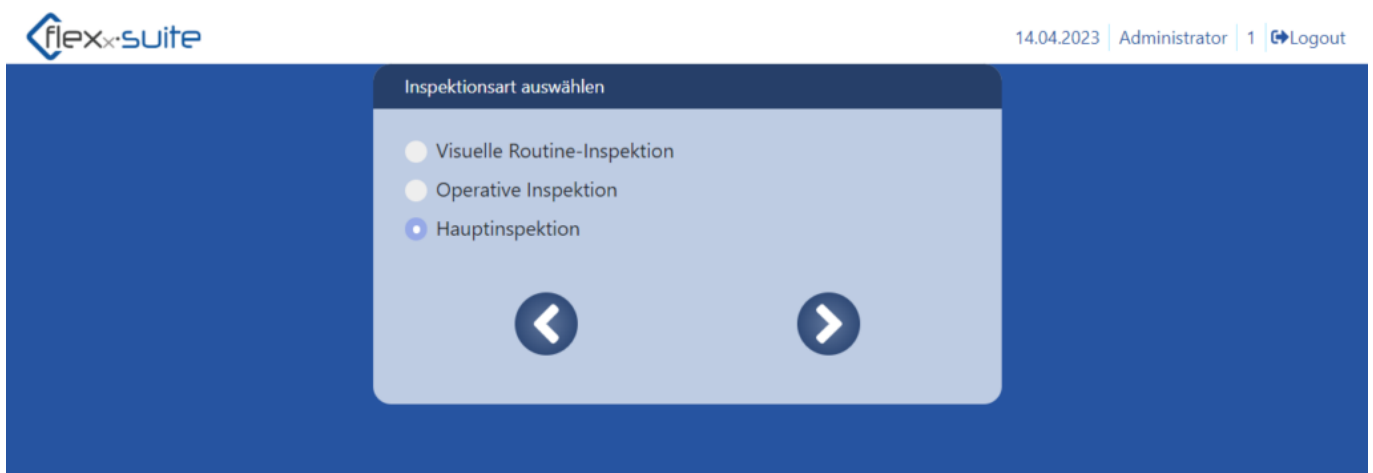 flexx·suite
14.04.2023 Administrator 1 Logout
Inspektionsart auswählen
Visuelle Routine-Inspektion
Operative Inspektion
Hauptinspektion